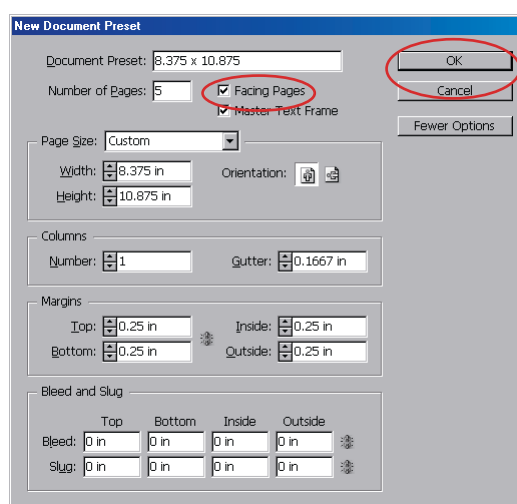 New Document Preset
Document Preset: 8.375 x 10.875
OK
Number of Pages: 5
Facing Pages
Cancel
Master Text Frame
Fewer Options
Page Size: Custom
Width: 8.375 in
Orientation:
Height: 10.875 in
Columns
Number: 1
Gutter: 0.1667 in
Margins
Top: 0.25 in
Inside: 0.25 in
Bottom: 0.25 in
Outside: 0.25 in
Bleed and Slug
Top Bottom Inside Outside
Bleed: 0 in 0 in 0 in 0 in
Slug: 0 in 0 in 0 in 0 in